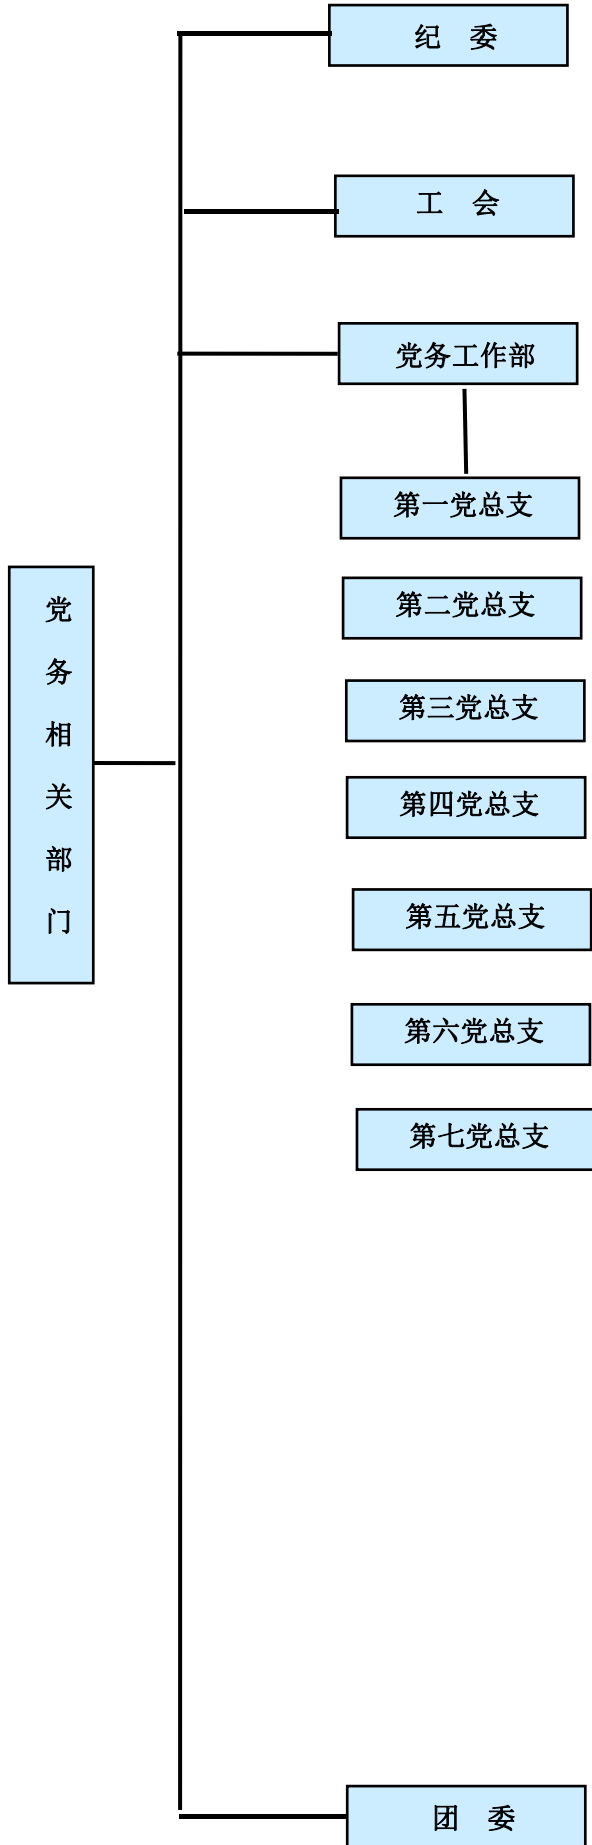 纪 委
工 会
党务工作部
第一党总支
第二党总支
第三党总支
第四党总支
第五党总支
第六党总支
第七党总支
党务相关部门
团 委